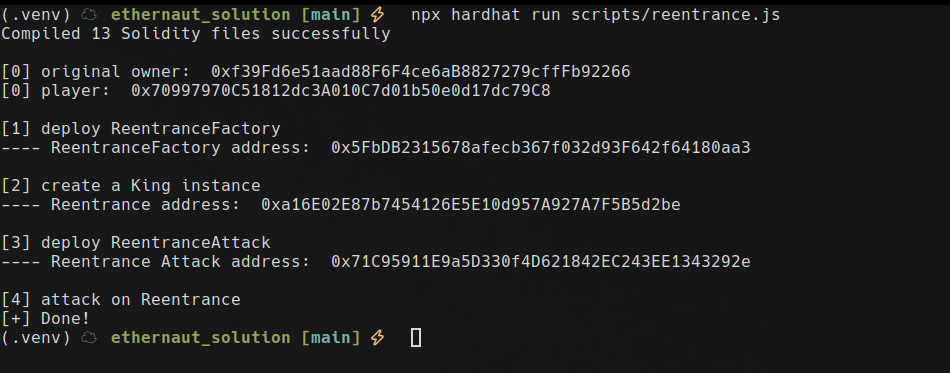 (.venv) ethernaut_solution [main] ⚡ npx hardhat run scripts/reentrance.js
Compiled 13 Solidity files successfully
[0] original owner: 0xf39Fd6e51aad88F6F4ce6aB8827279cffFb92266
[0] player: 0x70997970C51812dc3A010C7d01b50e0d17dc79C8
[1] deploy ReentranceFactory
---- ReentranceFactory address: 0x5FbDB2315678afecb367f032d93F642f64180aa3
[2] create a King instance
---- Reentrance address: 0xa16E02E87b7454126E5E10d957A927A7F5B5d2be
[3] deploy ReentranceAttack
---- Reentrance Attack address: 0x71C95911E9a5D330f4D621842EC243EE1343292e
[4] attack on Reentrance
[+] Done!
(.venv) ethernaut_solution [main] ⚡